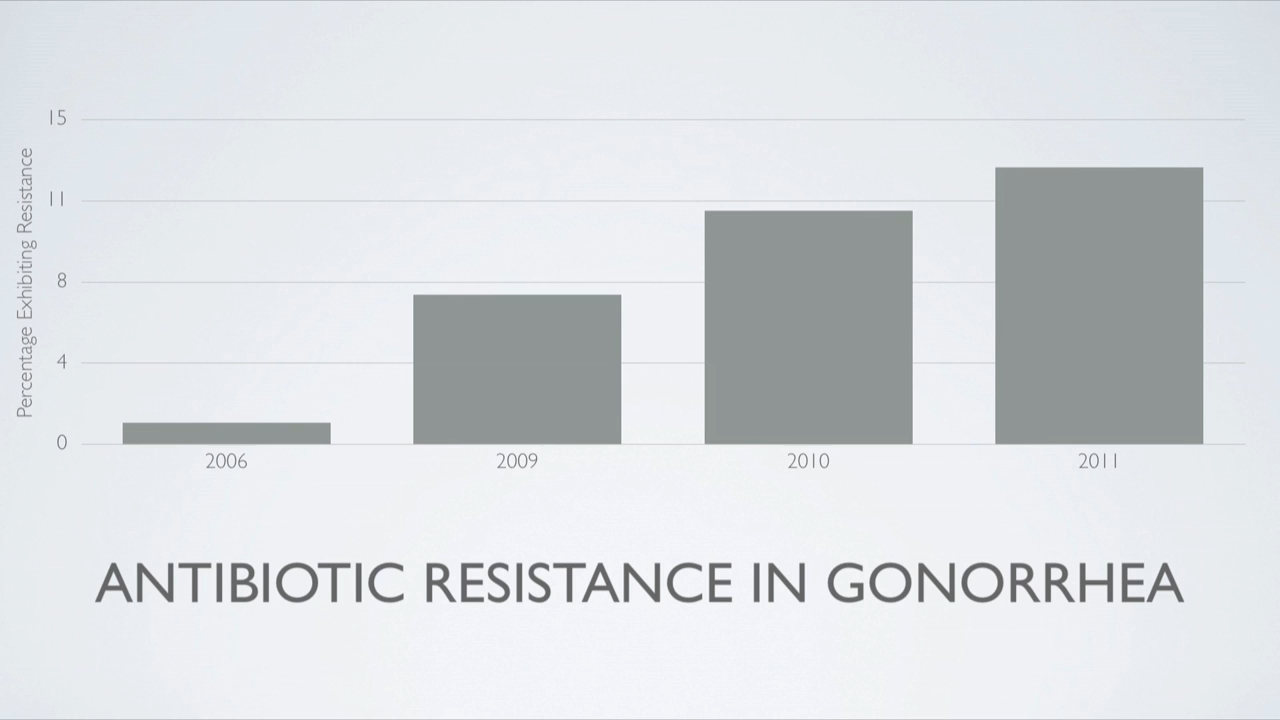 Percentage Exhibiting Resistance
15
11
8
4
0
2006 2009 2010 2011
ANTIBIOTIC RESISTANCE IN GONORRHEA